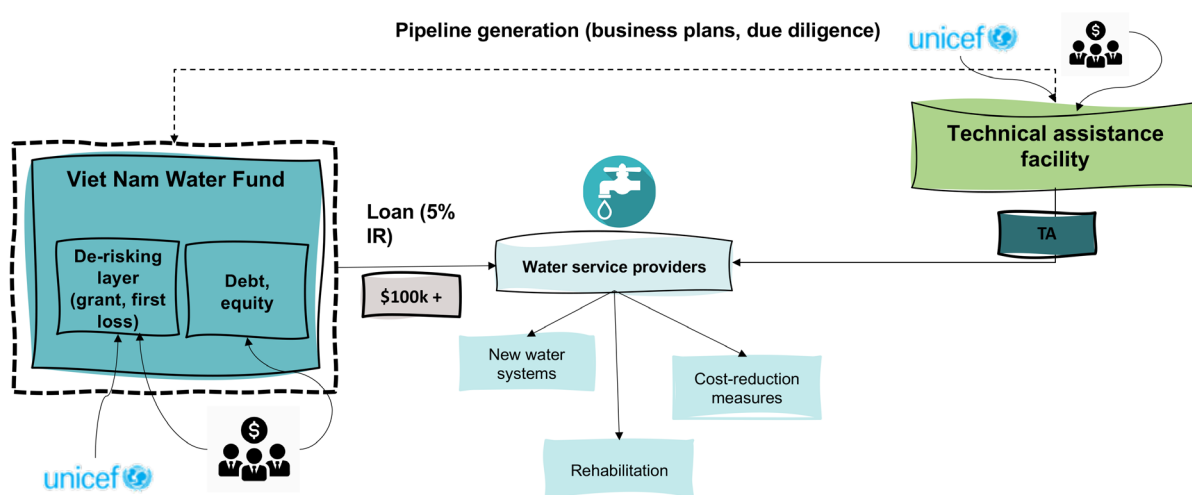 Pipeline generation (business plans, due diligence)
unicef
$
Technical assistance
facility
Viet Nam Water Fund
De-risking
layer
(grant, first
loss)
Debt,
equity
Loan (5%
IR)
$100k +
Water service providers
TA
New water
systems
Cost-reduction
measures
Rehabilitation
$
unicef